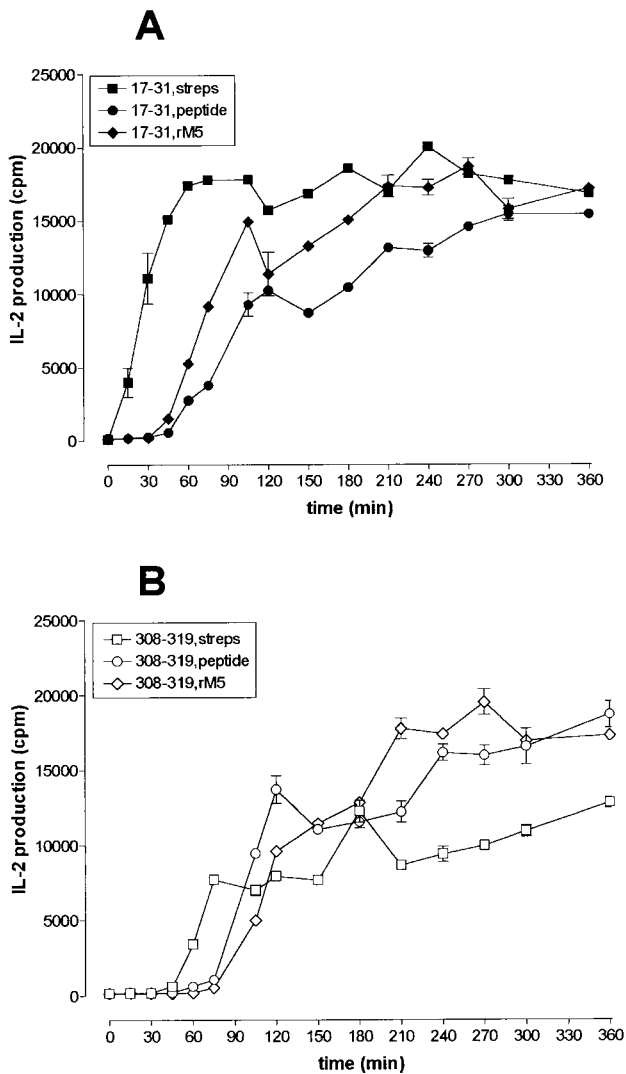 A
25000
20000
15000
10000
5000
0
IL-2 production (cpm)
17-31,streps
17-31,peptide
17-31,rM5
0 30 60 90 120 150 180 210 240 270 300 330 360
time (min)
B
25000
20000
15000
10000
5000
0
IL-2 production (cpm)
308-319,streps
308-319,peptide
308-319,rM5
0 30 60 90 120 150 180 210 240 270 300 330 360
time (min)